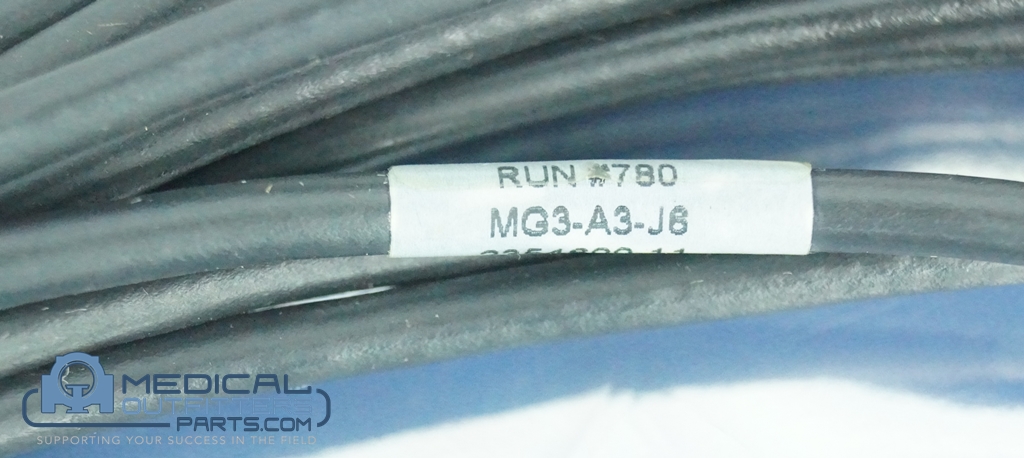 RUN #780
MG3-A3-J6
MEDICAL
PARTS.COM
SUPPORTING YOUR SUCCESS IN THE FIELD